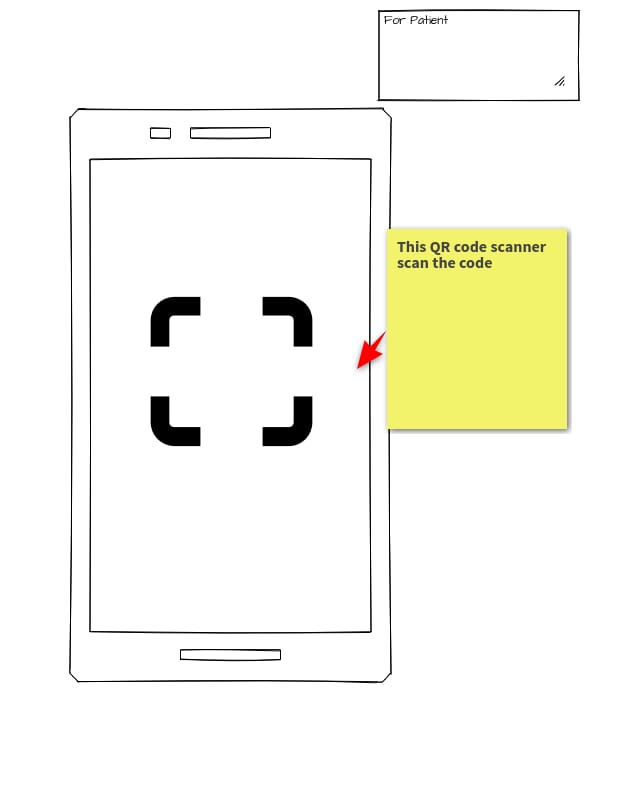 For Patient
This QR code scanner
scan the code